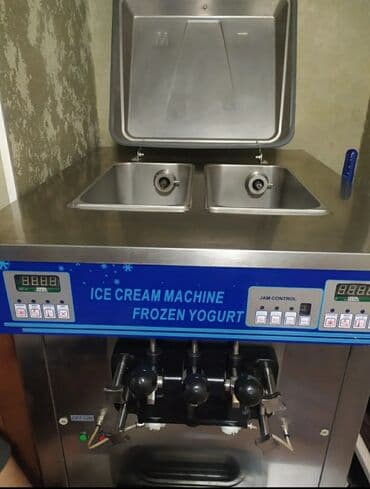 ICE CREAM MACHINE
FROZEN YOGURT
JAM CONTROL